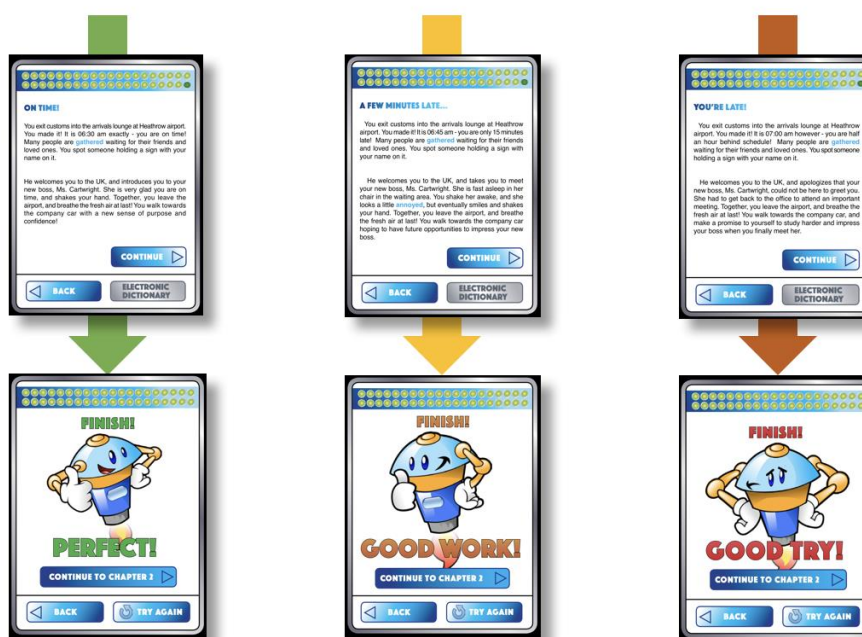 ON TIME!
You exit customs into the arrivals lounge at Heathrow airport.
You made it! It is 06:30 am exactly - you are on time!
Many people are gathered waiting for their friends and
loved ones. You spot someone holding a sign with your
name on it.
He welcomes you to the UK, and introduces you to your
new boss, Ms. Cartwright. She is very glad you are on
time, and shakes your hand. Together, you leave the
airport, and breathe the fresh air at last! You walk towards
the company car with a new sense of purpose and
confidence!
CONTINUE
BACK
ELECTRONIC
DICTIONARY
A FEW MINUTES LATE...
You exit customs into the arrivals lounge at Heathrow
airport. You made it! It is 06:45 am - you are only 15 minutes
late! Many people are gathered waiting for their friends
and loved ones. You spot someone holding a sign with
your name on it.
He welcomes you to the UK, and takes you to meet
your new boss, Ms. Cartwright. She is fast asleep in her
chair in the waiting area. You shake her awake, and she
looks a little annoyed, but eventually smiles and shakes
your hand. Together, you leave the airport, and breathe
the fresh air at last! You walk towards the company car
hoping to have future opportunities to impress your new
boss.
CONTINUE
BACK
ELECTRONIC
DICTIONARY
YOU'RE LATE!
You exit customs into the arrivals lounge at Heathrow
airport. You made it! It is 07:00 am however - you are half
an hour behind schedule! Many people are gathered
waiting for their friends and loved ones. You spot someone
holding a sign with your name on it.
He welcomes you to the UK, and apologizes that your
new boss, Ms. Cartwright, could not be here to greet you.
She had to get back to the office to attend an important
meeting. Together, you leave the airport, and breathe the
fresh air at last! You walk towards the company car, and
make a promise to yourself to study harder and impress
your boss when you finally meet her.
CONTINUE
BACK
ELECTRONIC
DICTIONARY
FINISH!
PERFECT!
CONTINUE TO CHAPTER 2
BACK
TRY AGAIN
FINISH!
GOOD WORK!
CONTINUE TO CHAPTER 2
BACK
TRY AGAIN
FINISH!
GOOD TRY!
CONTINUE TO CHAPTER 2
BACK
TRY AGAIN